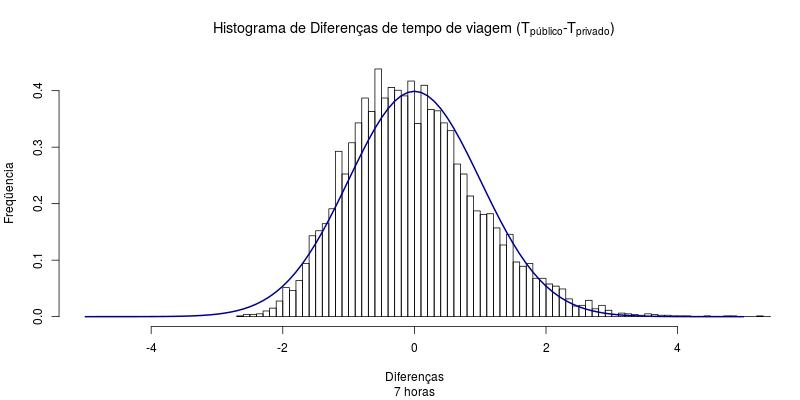 Histograma de Diferenças de tempo de viagem (Tpúblico-Tprivado)
Freqüencia
0.4
0.3
0.2
0.1
0.0
-4 -2 0 2 4
Diferenças
7 horas